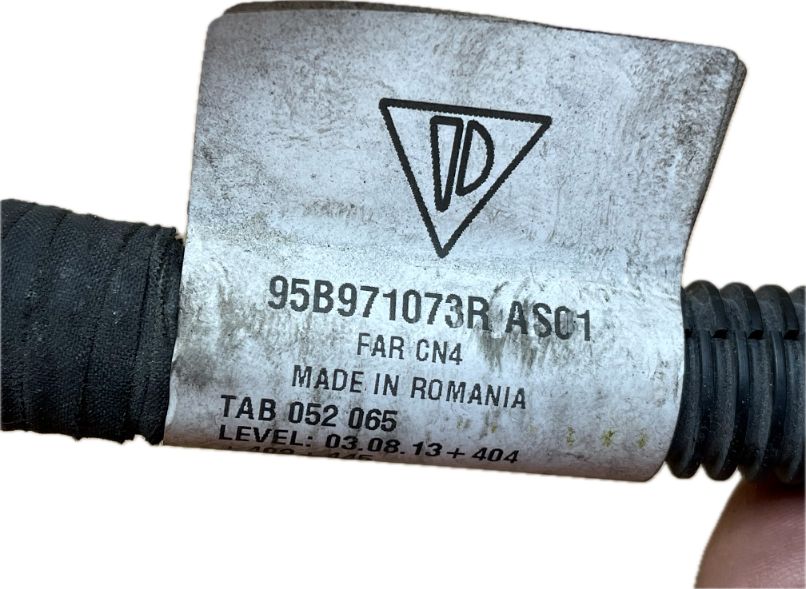 95B971073R AS01
FAR CN4
MADE IN ROMANIA
TAB 052 065
LEVEL: 03.08.13 + 404